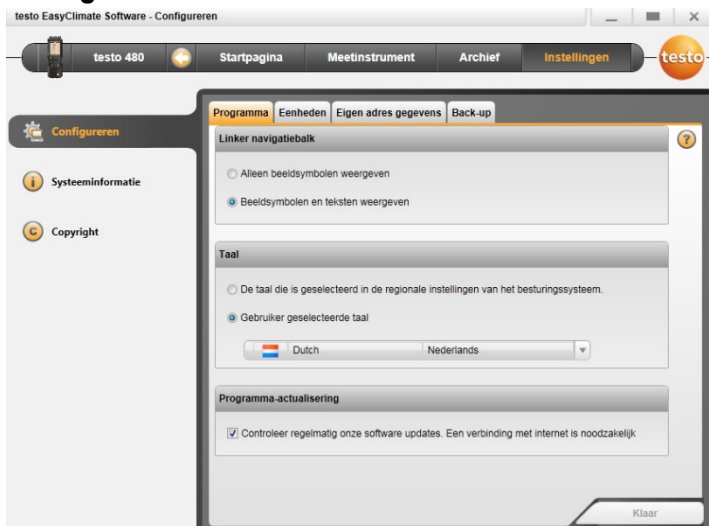 testo EasyClimate Software - Configureren
testo 480
Startpagina
Meetinstrument
Archief
Instellingen
testo
Configureren
Systeeminformatie
Copyright
Programma
Eenheden
Eigen adres gegevens
Back-up
Linker navigatiebalk
Alleen beeldsymbolen weergeven
Beeldsymbolen en teksten weergeven
Taal
De taal die is geselecteerd in de regionale instellingen van het besturingssysteem.
Gebruiker geselecteerde taal
Dutch
Nederlands
Programma-actualisering
Controleer regelmatig onze software updates. Een verbinding met internet is noodzakelijk
Klaar